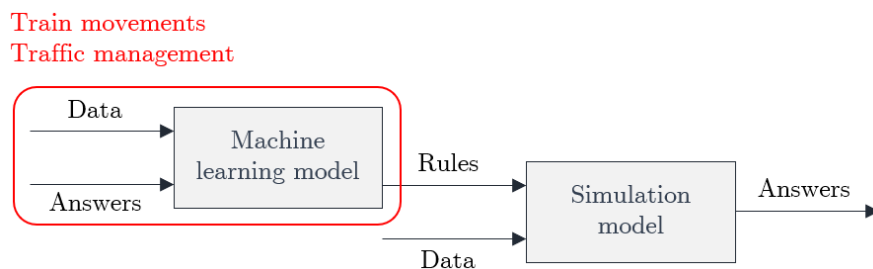 Train movements
Traffic management
Data
Machine
learning model
Answers
Rules
Data
Simulation
model
Answers